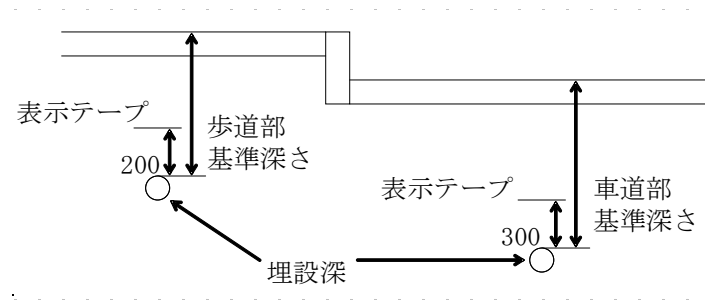 表示テープ
歩道部
基準深さ
200
表示テープ
車道部
基準深さ
300
埋設深